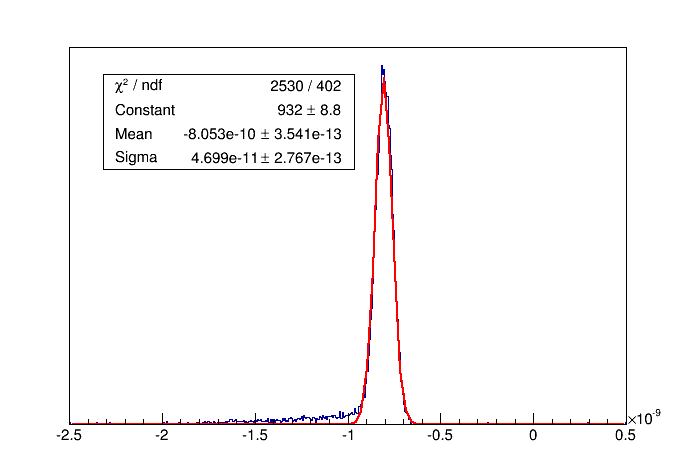 χ² / ndf 2530 / 402
Constant 932 ± 8.8
Mean -8.053e-10 ± 3.541e-13
Sigma 4.699e-11 ± 2.767e-13
×10⁻⁹
-2.5 -2 -1.5 -1 -0.5 0 0.5